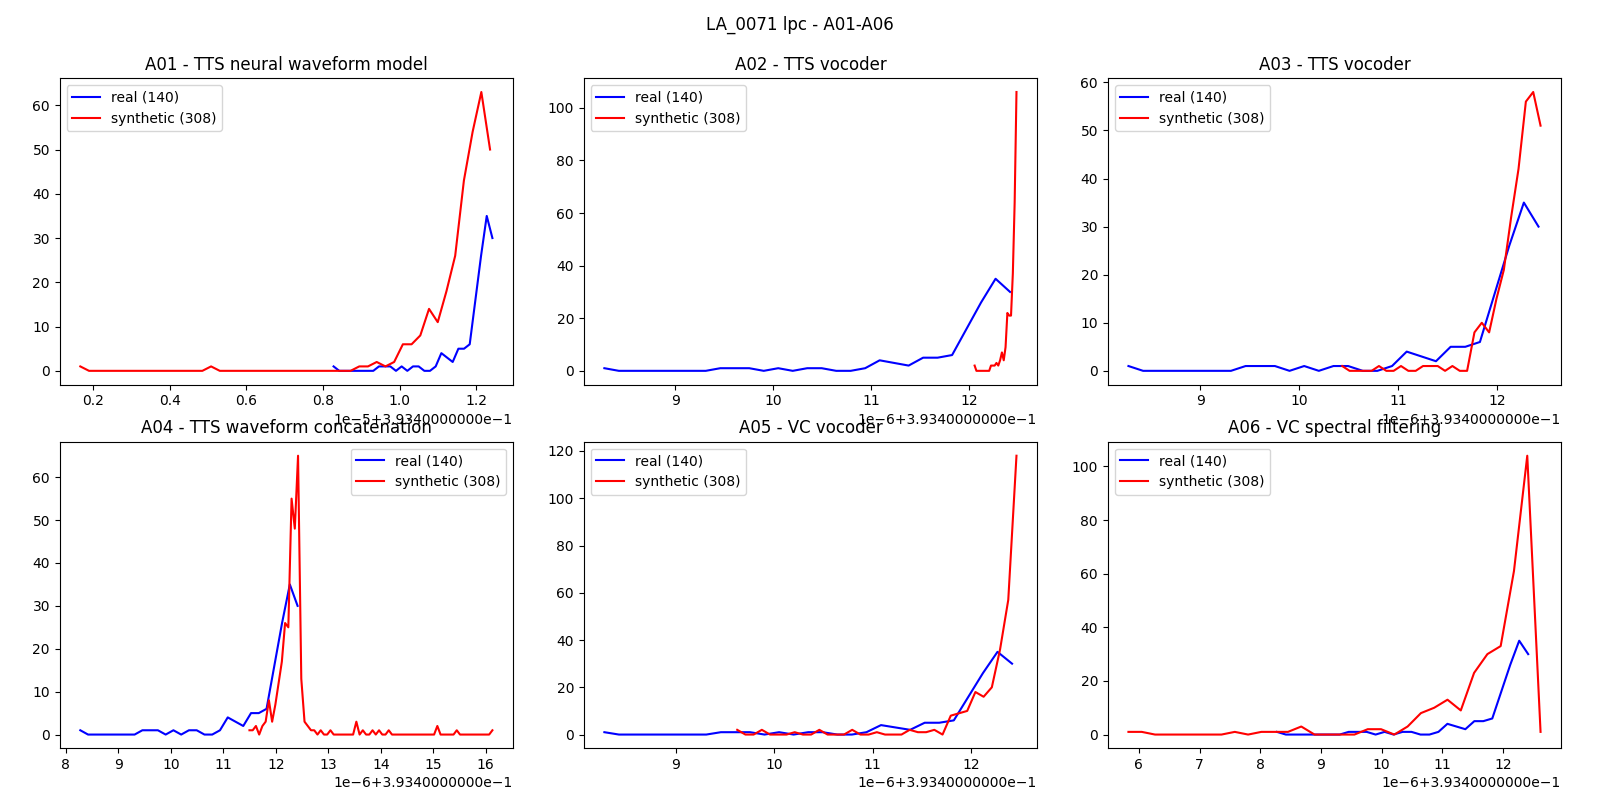 LA_0071 lpc - A01-A06
A01 - TTS neural waveform model
real (140)
synthetic (308)
60
50
40
30
20
10
0
0.2 0.4 0.6 0.8 1.0 1.2
1e-5+3.9340000000e-1
A02 - TTS vocoder
real (140)
synthetic (308)
100
80
60
40
20
0
9 10 11 12
1e-6+3.9340000000e-1
A03 - TTS vocoder
real (140)
synthetic (308)
60
50
40
30
20
10
0
9 10 11 12
1e-6+3.9340000000e-1
A04 - TTS waveform concatenation
real (140)
synthetic (308)
60
50
40
30
20
10
0
8 9 10 11 12 13 14 15 16
1e-6+3.9340000000e-1
A05 - VC vocoder
real (140)
synthetic (308)
120
100
80
60
40
20
0
9 10 11 12
1e-6+3.9340000000e-1
A06 - VC spectral filtering
real (140)
synthetic (308)
100
80
60
40
20
0
6 7 8 9 10 11 12
1e-6+3.9340000000e-1